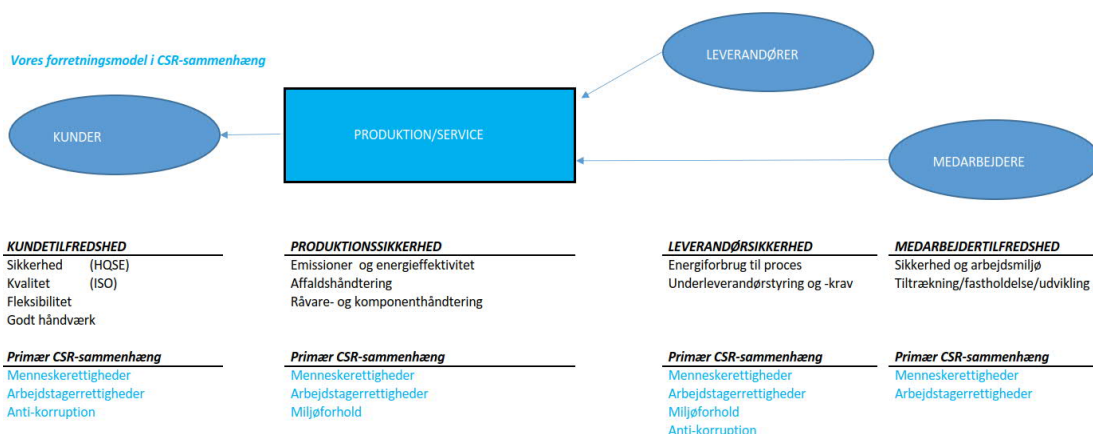 Vores forretningsmodel i CSR-sammenhæng
LEVERANDØRER
KUNDER
PRODUKTION/SERVICE
MEDARBEJDERE
KUNDETILFREDSHED
Sikkerhed (HQSE)
Kvalitet (ISO)
Fleksibilitet
Godt håndværk
Primær CSR-sammenhæng
Menneskerettigheder
Arbejdstagerrettigheder
Anti-korruption
PRODUKTIONSSIKKERHED
Emissioner og energieffektivitet
Affaldshåndtering
Råvare- og komponenthåndtering
Primær CSR-sammenhæng
Menneskerettigheder
Arbejdstagerrettigheder
Miljøforhold
LEVERANDØRSIKKERHED
Energiforbrug til proces
Underleverandørstyring og -krav
Primær CSR-sammenhæng
Menneskerettigheder
Arbejdstagerrettigheder
Miljøforhold
Anti-korruption
MEDARBEJDERTILFREDSHED
Sikkerhed og arbejdsmiljø
Tiltrækning/fastholdelse/udvikling
Primær CSR-sammenhæng
Menneskerettigheder
Arbejdstagerrettigheder